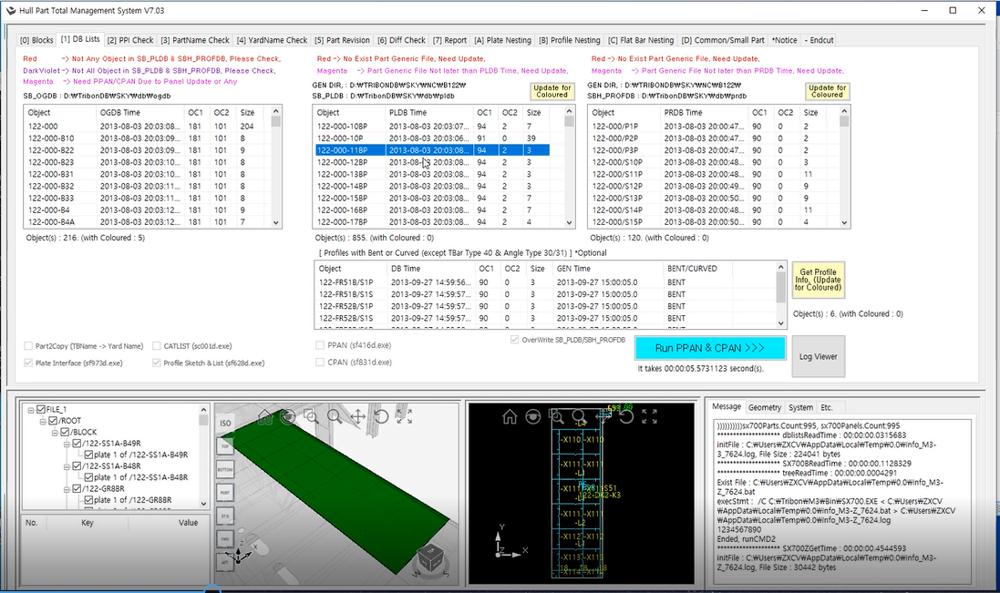 Hull Part Total Management System V7.03
[0] Blocks [1] DB Lists [2] PPI Check [3] PartName Check [4] YardName Check [5] Part Revision [6] Diff Check [7] Report [A] Plate Nesting [B] Profile Nesting [C] Flat Bar Nesting [D] Common/Small Part *Notice - Endcut
Red -> Not Any Object in SB_PLDB & SBH_PROFDB, Please Check,
DarkViolet -> Not All Object in SB_PLDB & SBH_PROFDB, Please Check,
Magenta -> Need PPAN/CPAN Due to Panel Update or Any
SB_OGDB : D:₩TribonDB₩SKY₩db₩ogdb
Object OGDB Time OC1 OC2 Size
122-000 2013-08-03 20:03:08... 181 101 204
122-000-B10 2013-08-03 20:03:09... 181 101 8
122-000-B22 2013-08-03 20:03:09... 181 101 9
122-000-B23 2013-08-03 20:03:10... 181 101 8
122-000-B31 2013-08-03 20:03:10... 181 101 8
122-000-B32 2013-08-03 20:03:11... 181 101 8
122-000-B33 2013-08-03 20:03:11... 181 101 8
122-000-B4 2013-08-03 20:03:12... 181 101 9
122-000-B4A 2013-08-03 20:03:12... 181 101 7
Object(s) : 216. (with Coloured : 5)
Red -> No Exist Part Generic File, Need Update,
Magenta -> Part Generic File Not later than PLDB Time, Need Update,
GEN DIR, : D:₩TRIBONDB₩SKY₩NC₩B122₩
SB_PLDB : D:₩TribonDB₩SKY₩db₩pldb
Update for Coloured
Object PLDB Time OC1 OC2 Size
122-000-10BP 2013-08-03 20:03:07... 94 2 7
122-000-10P 2013-08-03 20:03:06... 91 0 39
122-000-11BP 2013-08-03 20:03:08... 94 2 3
122-000-12BP 2013-08-03 20:03:08... 94 2 3
122-000-13BP 2013-08-03 20:03:08... 94 2 3
122-000-14BP 2013-08-03 20:03:08... 94 2 3
122-000-15BP 2013-08-03 20:03:08... 94 2 7
122-000-16BP 2013-08-03 20:03:08... 94 2 7
122-000-17BP 2013-08-03 20:03:08... 94 2 4
Object(s) : 855. (with Coloured : 0)
Red -> No Exist Part Generic File, Need Update,
Magenta -> Part Generic File Not later than PRDB Time, Need Update,
GEN DIR, : D:₩TRIBONDB₩SKY₩NC₩B122₩
SBH_PROFDB : D:₩TribonDB₩SKY₩db₩prdb
Update for Coloured
Object PRDB Time OC1 OC2 Size
122-000/P1P 2013-08-03 20:00:47... 90 0 2
122-000/P2P 2013-08-03 20:00:47... 90 0 2
122-000/P3P 2013-08-03 20:00:47... 90 0 2
122-000/S10P 2013-08-03 20:00:48... 90 0 3
122-000/S11P 2013-08-03 20:00:48... 90 0 11
122-000/S12P 2013-08-03 20:00:49... 90 0 9
122-000/S13P 2013-08-03 20:00:50... 90 0 9
122-000/S14P 2013-08-03 20:00:50... 90 0 11
122-000/S15P 2013-08-03 20:00:50... 90 0 4
Object(s) : 120. (with Coloured : 0)
[ Profiles with Bent or Curved (except TBar Type 40 & Angle Type 30/31) ] *Optional
Object DB Time OC1 OC2 Size GEN Time BENT/CURVED
122-FR51B/S1P 2013-09-27 14:59:56... 90 0 3 2013-09-27 15:00:05.0 BENT
122-FR51B/S1S 2013-09-27 14:59:57... 90 0 3 2013-09-27 15:00:05.0 BENT
122-FR52B/S1P 2013-09-27 14:59:57... 90 0 3 2013-09-27 15:00:05.0 BENT
122-FR52B/S1S 2013-09-27 14:59:57... 90 0 3 2013-09-27 15:00:05.0 BENT
Get Profile Info, (Update for Coloured)
Object(s) : 6. (with Coloured : 0)
Part2Copy (TBName -> Yard Name) CATLIST (sc001d.exe)
Plate Interface (sf973d.exe) Profile Sketch & List (sf628d.exe)
PPAN (sf416d.exe)
CPAN (sf831d.exe)
OverWrite SB_PLDB/SBH_PROFDB
Run PPAN & CPAN >>>
It takes 00:00:05.5731123 second(s).
Log Viewer
FILE_1
/ROOT
/BLOCK
/122-SS1A-B49R
plate 1 of /122-SS1A-B49R
/122-SS1A-B48R
plate 1 of /122-SS1A-B48R
/122-GR8BR
plate 1 of /122-GR8BR
No. Key Value
ISO
TOP
BOTTOM
PORT
STB
FWD
AFT
Z
X
W
S
Y
X
Message Geometry System Etc.
))))))))))sx700Parts.Count:995, sx700Panels.Count:995
******************** dblistsReadTime : 00:00:00.0315683
initFile : C:₩Users₩ZXCV₩AppData₩Local₩Temp₩0.0₩Info_M3-3_7624.log, File Size : 224041 bytes
******************** SX700BReadTime : 00:00:00.1128329
******************** treeReadTime : 00:00:00.0004291
Exist File : C:₩Users₩ZXCV₩AppData₩Local₩Temp₩0.0₩Info_M3-Z_7624.bat
execStmt : /C C:₩Tribon₩M3₩Bin₩SX700.EXE < C:₩Users₩ZXCV₩AppData₩Local₩Temp₩0.0₩Info_M3-Z_7624.bat > C:₩Users₩ZXCV₩AppData₩Local₩Temp₩0.0₩Info_M3-Z_7624.log
1234567890
Ended, runCMD2
******************** SX700ZGetTime : 00:00:00.4544593
initFile : C:₩Users₩ZXCV₩AppData₩Local₩Temp₩0.0₩Info_M3-Z_7624.log, File Size : 30442 bytes